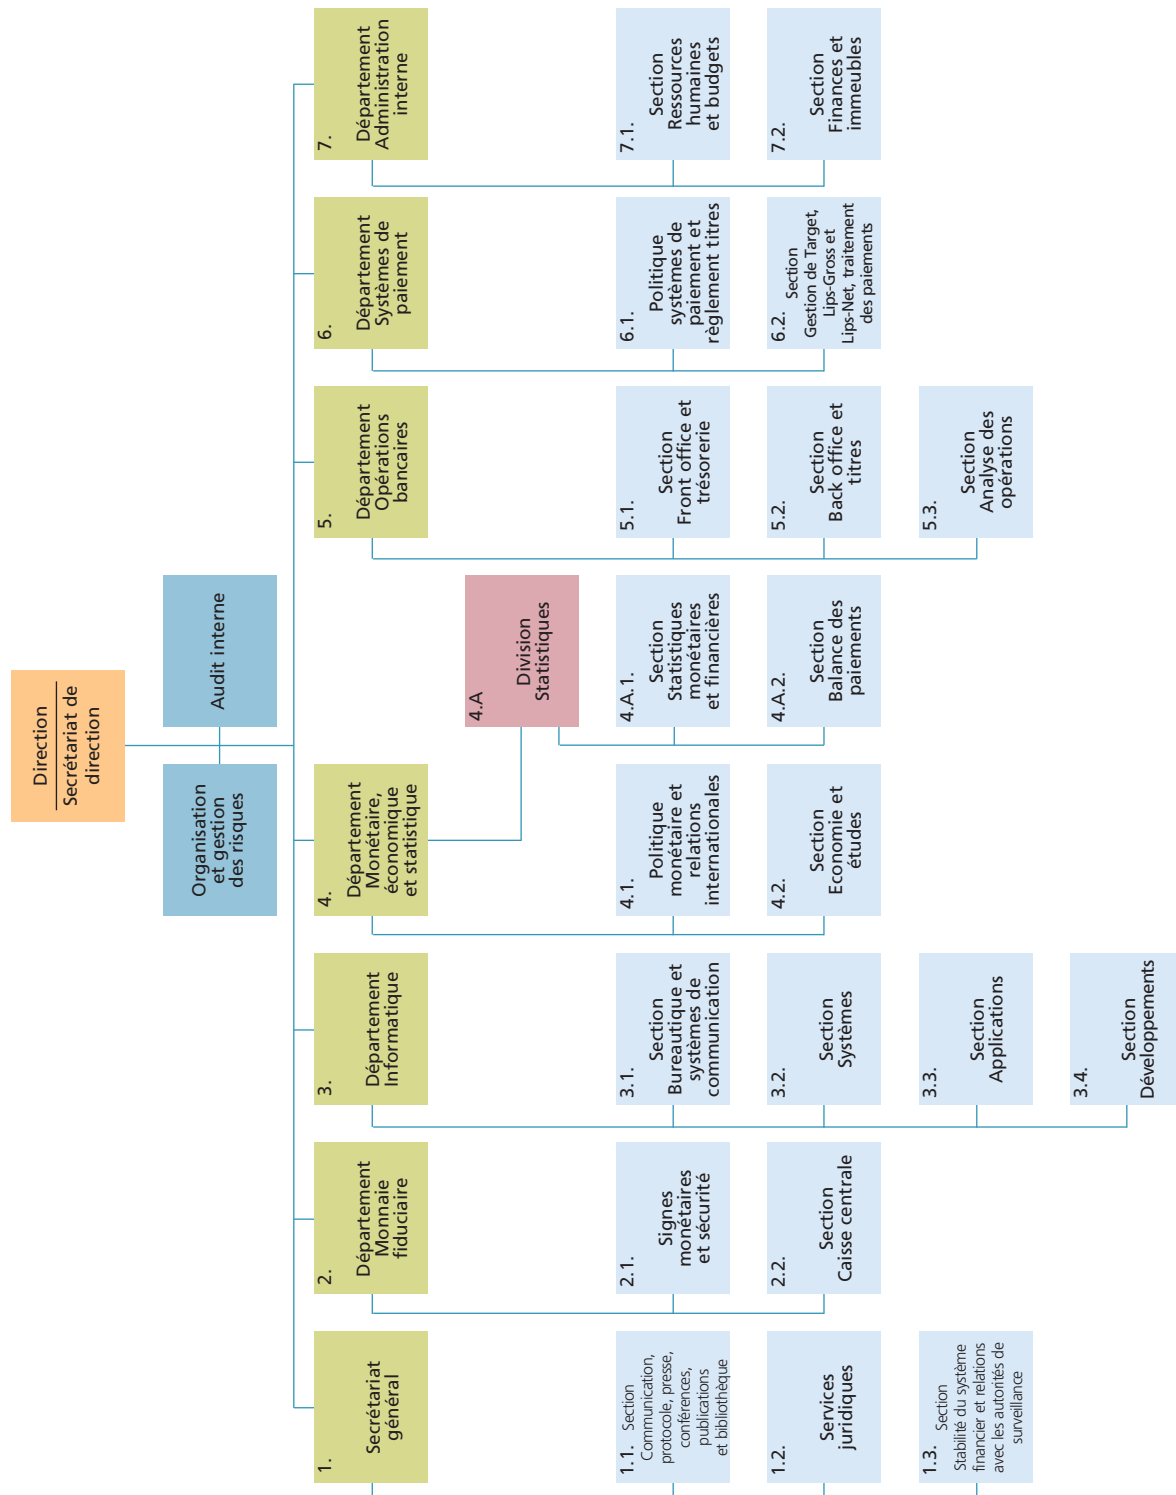 Direction
Secrétariat de
direction
Organisation
et gestion
des risques
Audit interne
1.
Secrétariat
général
2.
Département
Monnaie
fiduciaire
3.
Département
Informatique
4.
Département
Monétaire,
économique
et statistique
5.
Département
Opérations
bancaires
6.
Département
Systèmes de
paiement
7.
Département
Administration
interne
4.A
Division
Statistiques
1.1. Section
Communication,
protocole, presse,
conférences,
publications
et bibliothèque
2.1.
Signes
monétaires
et sécurité
3.1.
Section
Bureautique et
systèmes de
communication
4.1.
Politique
monétaire et
relations
internationales
4.A.1.
Section
Statistiques
monétaires
et financières
5.1.
Section
Front office et
trésorerie
6.1.
Politique
systèmes de
paiement et
règlement titres
7.1.
Section
Ressources
humaines
et budgets
1.2.
Services
juridiques
2.2.
Section
Caisse centrale
3.2.
Section
Systèmes
4.2.
Section
Economie et
études
4.A.2.
Section
Balance des
paiements
5.2.
Section
Back office et
titres
6.2.
Section
Gestion de Target,
Lips-Gross et
Lips-Net, traitement
des paiements
7.2.
Section
Finances et
immeubles
1.3.
Section
Stabilité du système
financier et relations
avec les autorités de
surveillance
3.3.
Section
Applications
5.3.
Section
Analyse des
opérations
3.4.
Section
Développements